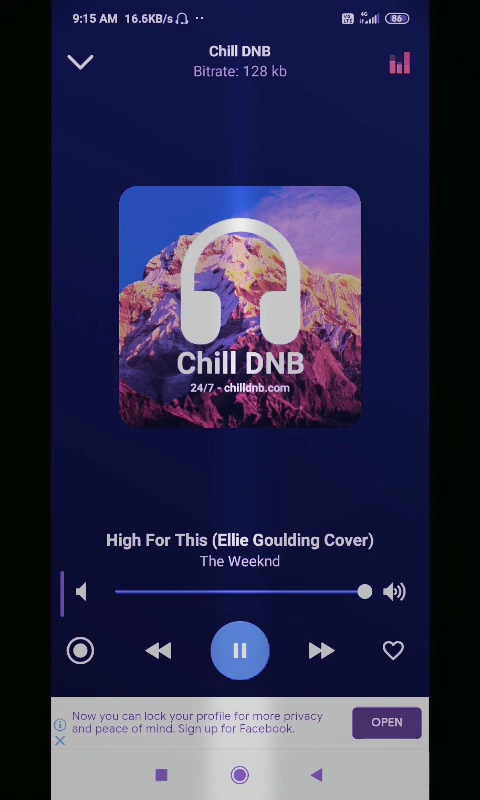 9:15 AM 16.6KB/s
4G
86
Chill DNB
Bitrate: 128 kb
Chill DNB
24/7 - chilldnb.com
High For This (Ellie Goulding Cover)
The Weeknd
Now you can lock your profile for more privacy
and peace of mind. Sign up for Facebook.
OPEN